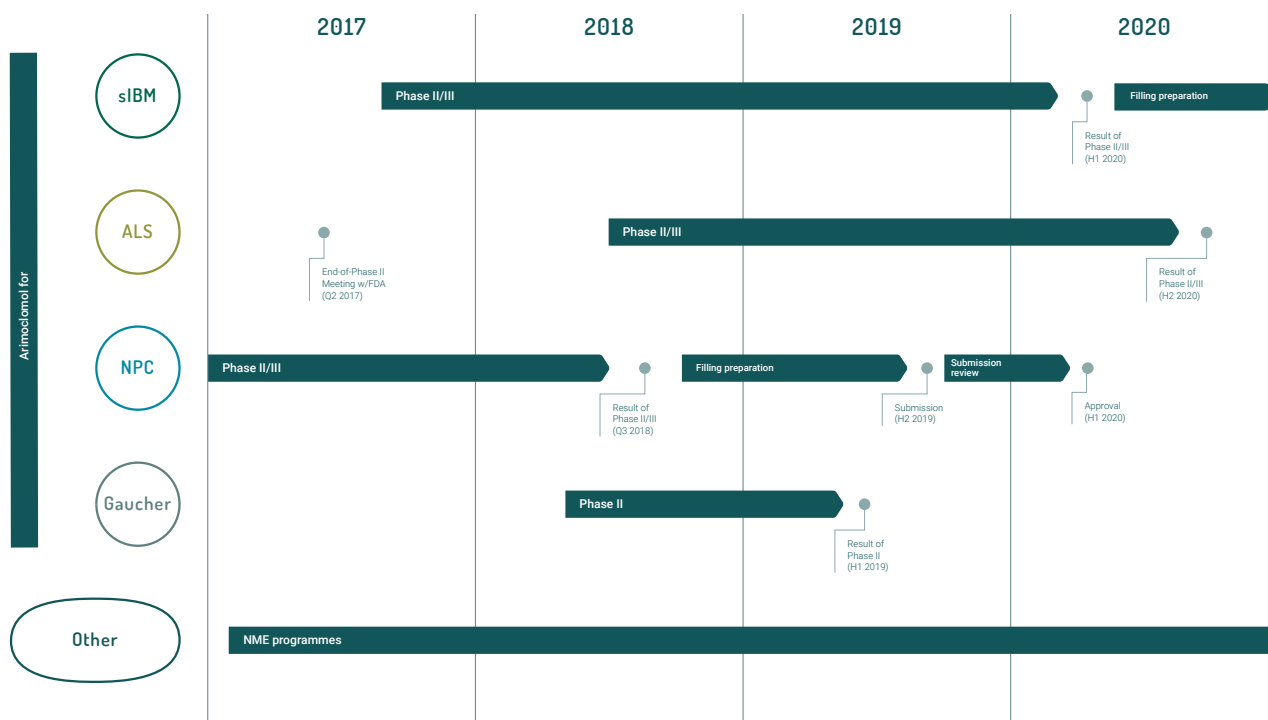 2017
2018
2019
2020
Arimoclomol for
sIBM
Phase II/III
Result of
Phase II/III
(H1 2020)
Filling preparation
ALS
End-of-Phase II
Meeting w/FDA
(Q2 2017)
Phase II/III
Result of
Phase II/III
(H2 2020)
NPC
Phase II/III
Result of
Phase II/III
(Q3 2018)
Filling preparation
Submission
(H2 2019)
Submission
review
Approval
(H1 2020)
Gaucher
Phase II
Result of
Phase II
(H1 2019)
Other
NME programmes